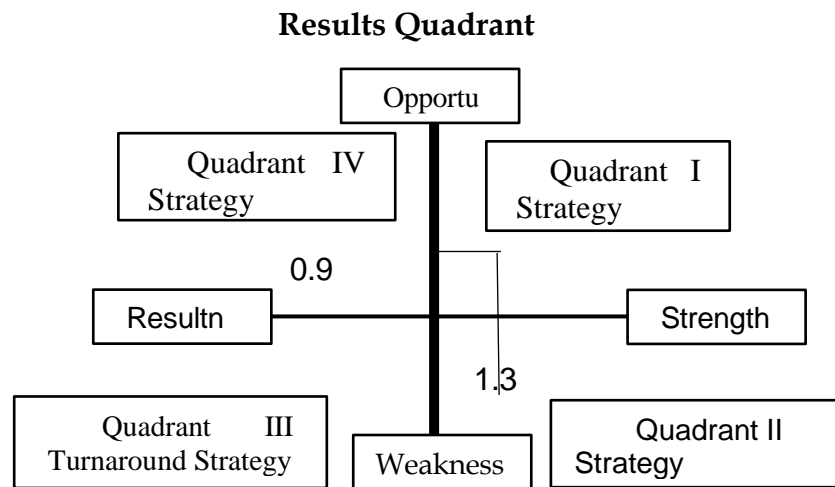 Results Quadrant
Opportu
Quadrant IV
Strategy
Quadrant I
Strategy
0.9
Resultn
Strength
1.3
Quadrant III
Turnaround Strategy
Weakness
Quadrant II
Strategy